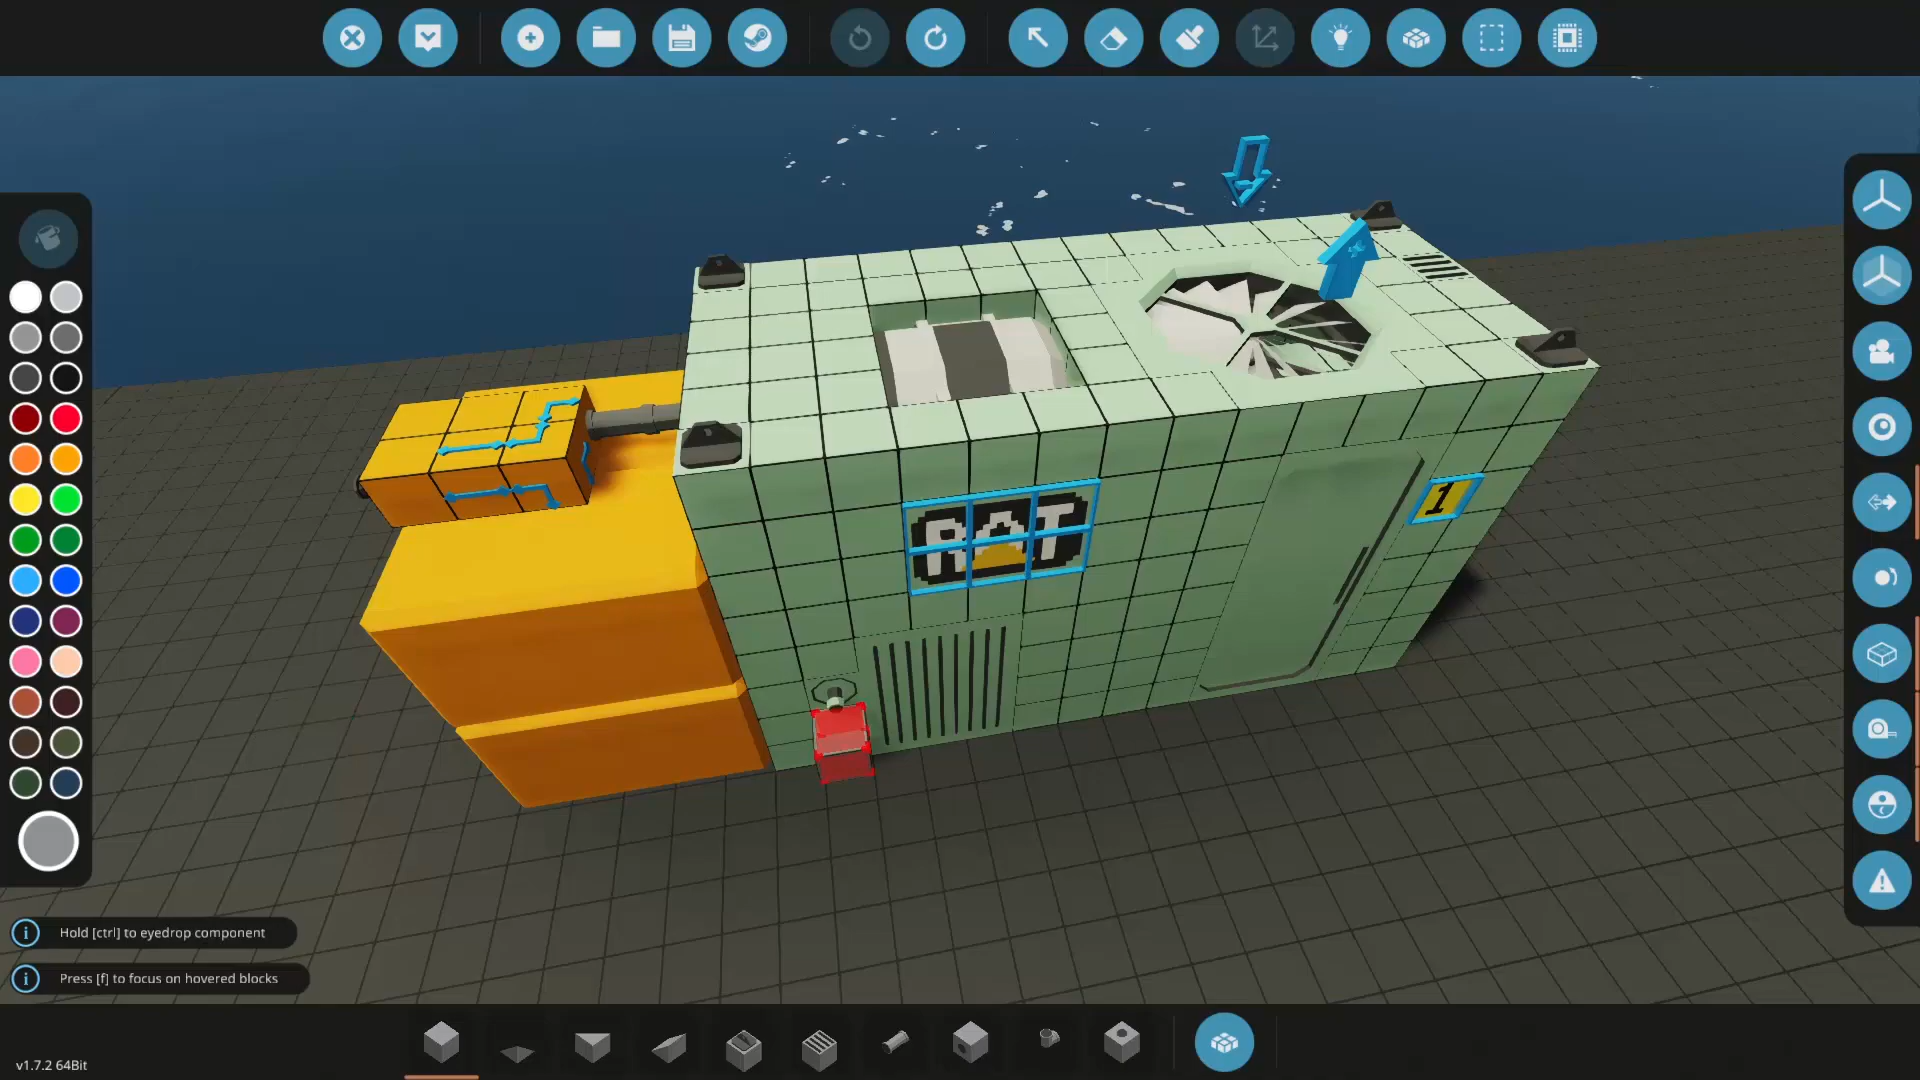 RAT
1
Hold [ctrl] to eyedrop component
Press [f] to focus on hovered blocks
v1.7.2 64Bit